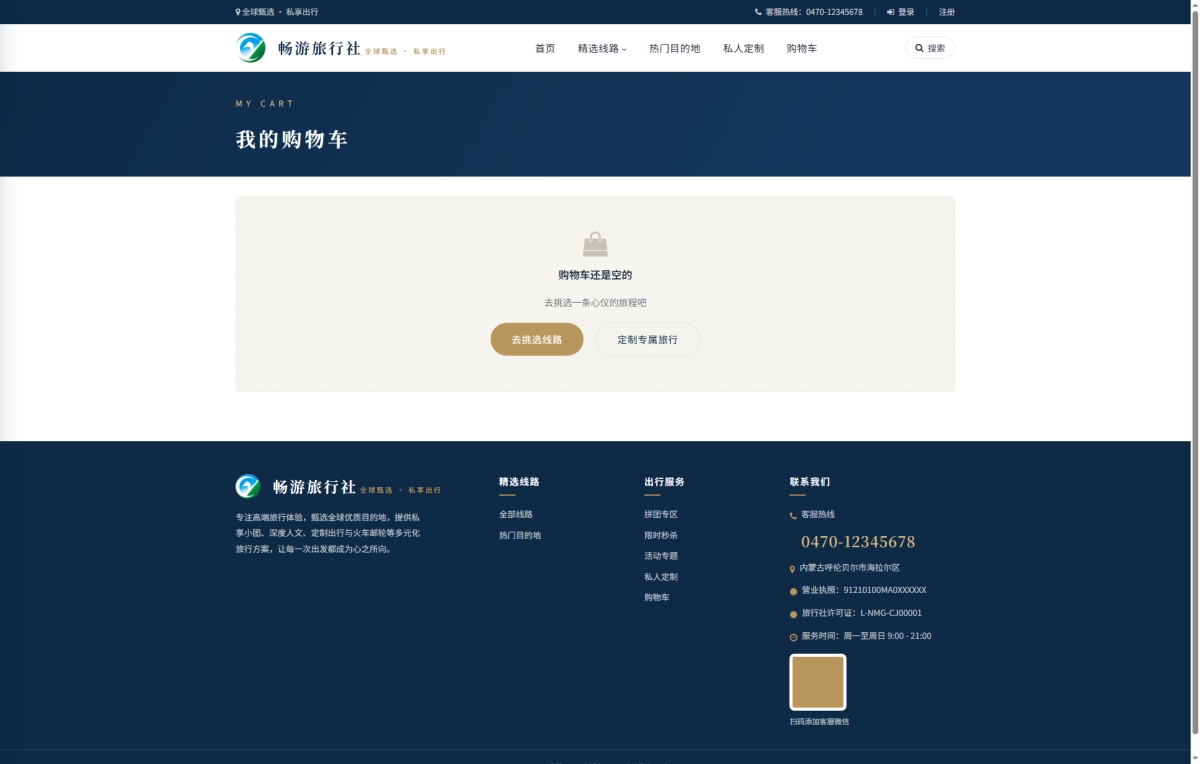 全球甄选 · 私享出行
客服热线：0470-12345678
登录
注册
畅游旅行社 全球甄选 · 私享出行
首页
精选线路
热门目的地
私人定制
购物车
搜索
MY CART
我的购物车
购物车还是空的
去挑选一条心仪的旅程吧
去挑选线路
定制专属旅行
畅游旅行社 全球甄选 · 私享出行
专注高端旅行体验，甄选全球优质目的地，提供私
享小团、深度人文、定制出行与火车邮轮等多元化
旅行方案，让每一次出发都成为心之所向。
精选线路
全部线路
热门目的地
出行服务
拼团专区
限时秒杀
活动专题
私人定制
购物车
联系我们
客服热线
0470-12345678
内蒙古呼伦贝尔市海拉尔区
营业执照：91210100MA0XXXXXX
旅行社许可证：L-NMG-CJ00001
服务时间：周一至周日 9:00 - 21:00
扫码添加客服微信